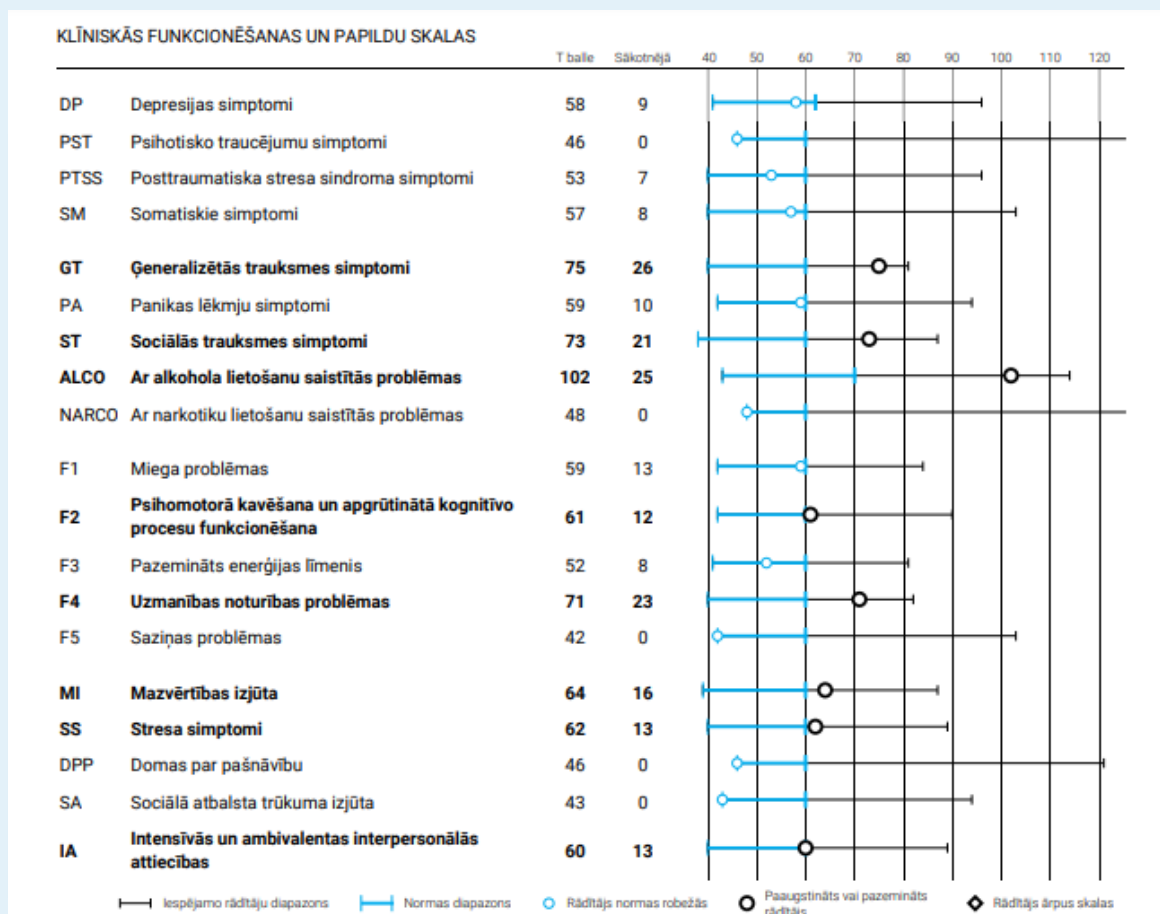 KLĪNISKĀS FUNKCIONĒŠANAS UN PAPILDU SKALAS
T balle Sākotnējā 40 50 60 70 80 90 100 110 120
DP Depresijas simptomi 58 9
PST Psihotisko traucējumu simptomi 46 0
PTSS Posttraumatiska stresa sindroma simptomi 53 7
SM Somatiskie simptomi 57 8
GT Ģeneralizētās trauksmes simptomi 75 26
PA Panikas lēkmju simptomi 59 10
ST Sociālās trauksmes simptomi 73 21
ALCO Ar alkohola lietošanu saistītās problēmas 102 25
NARCO Ar narkotiku lietošanu saistītās problēmas 48 0
F1 Miega problēmas 59 13
F2 Psihomotorā kavēšana un apgrūtinātā kognitīvo
procesu funkcionēšana 61 12
F3 Pazemināts enerģijas līmenis 52 8
F4 Uzmanības noturības problēmas 71 23
F5 Saziņas problēmas 42 0
MI Mazvērtības izjūta 64 16
SS Stresa simptomi 62 13
DPP Domas par pašnāvību 46 0
SA Sociālā atbalsta trūkuma izjūta 43 0
IA Intensīvās un ambivalentas interpersonālās
attiecības 60 13
Iespējamo rādītāju diapazons Normas diapazons Rādītājs normas robežās Paaugstināts vai pazemināts
rādītājs Rādītājs ārpus skalas